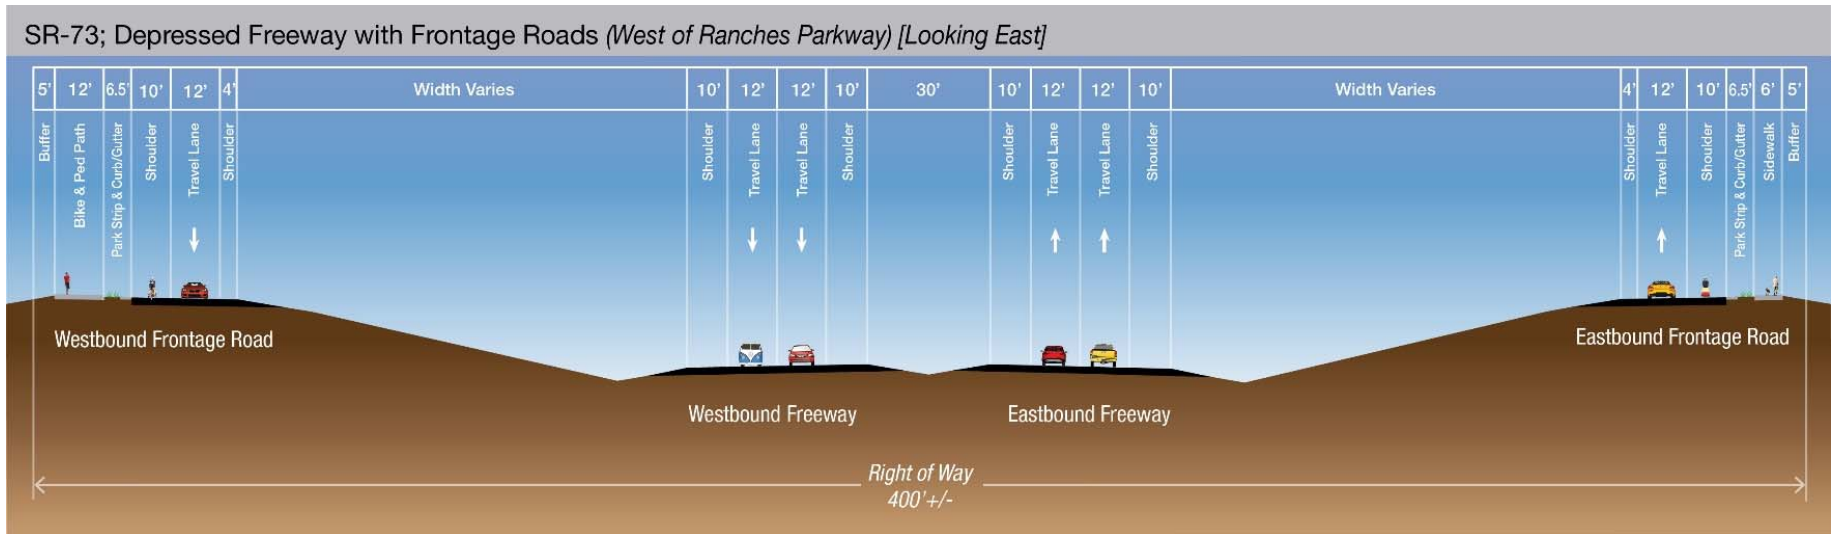 SR-73; Depressed Freeway with Frontage Roads (West of Ranches Parkway) [Looking East]
5' 12' 6.5' 10' 12' 4' Width Varies 10' 12' 12' 10' 30' 10' 12' 12' 10' Width Varies 4' 12' 10' 6.5' 6' 5'
Buffer
Bike & Ped Path
Park Strip & Curb/Gutter
Shoulder
Travel Lane
Shoulder
Shoulder
Travel Lane
Travel Lane
Shoulder
Shoulder
Travel Lane
Travel Lane
Shoulder
Shoulder
Travel Lane
Shoulder
Park Strip & Curb/Gutter
Sidewalk
Buffer
Westbound Frontage Road
Eastbound Frontage Road
Westbound Freeway
Eastbound Freeway
Right of Way
400'+/-